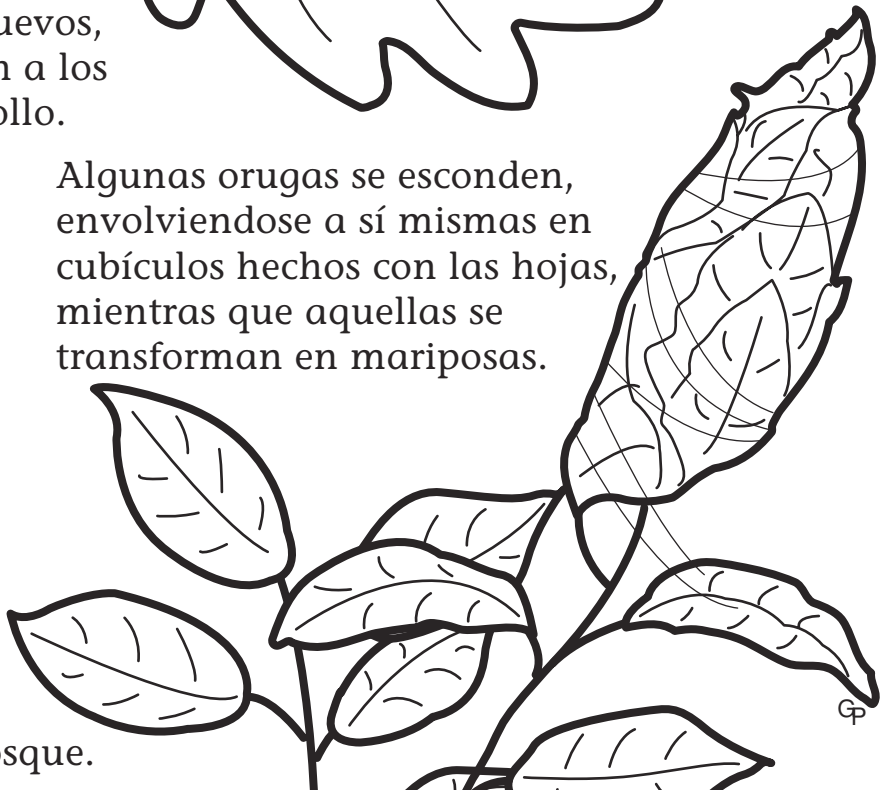 uevos,
n a los
ollo.
Algunas orugas se esconden,
envolviendose a sí mismas en
cubículos hechos con las hojas,
mientras que aquellas se
transforman en mariposas.
GP
osque.